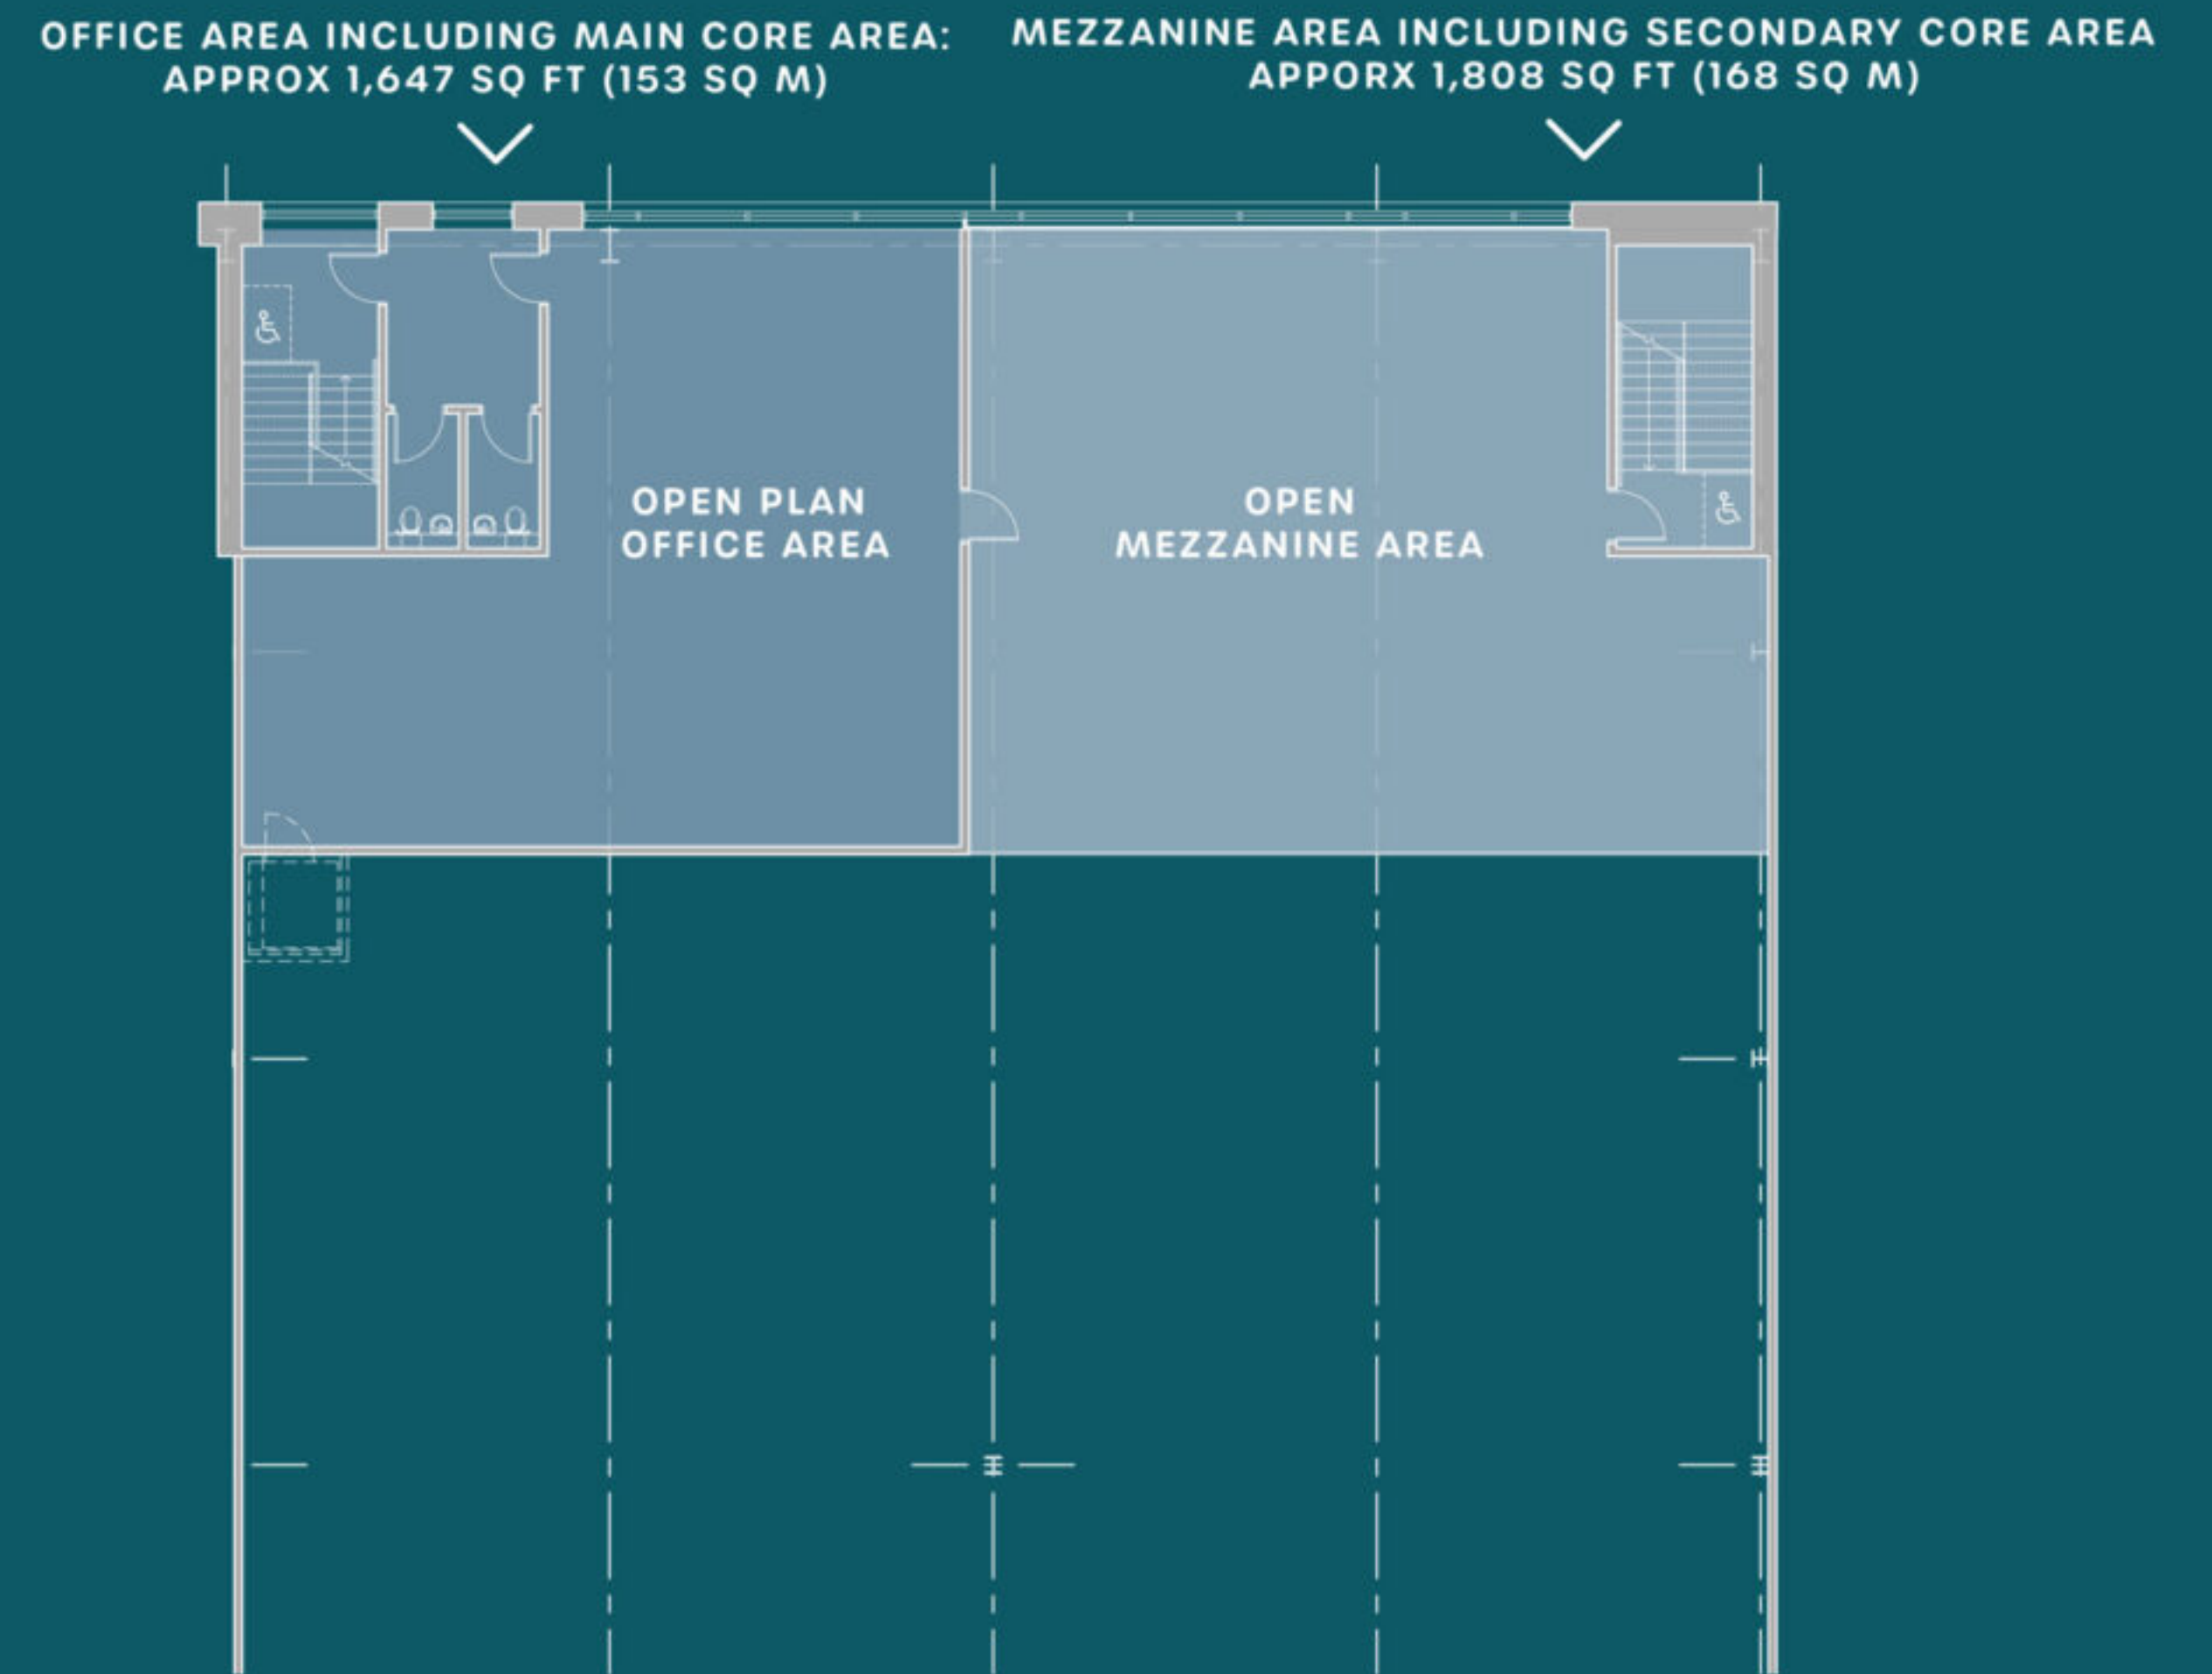 OFFICE AREA INCLUDING MAIN CORE AREA:
APPROX 1,647 SQ FT (153 SQ M)
MEZZANINE AREA INCLUDING SECONDARY CORE AREA
APPORX 1,808 SQ FT (168 SQ M)
OPEN PLAN
OFFICE AREA
OPEN
MEZZANINE AREA